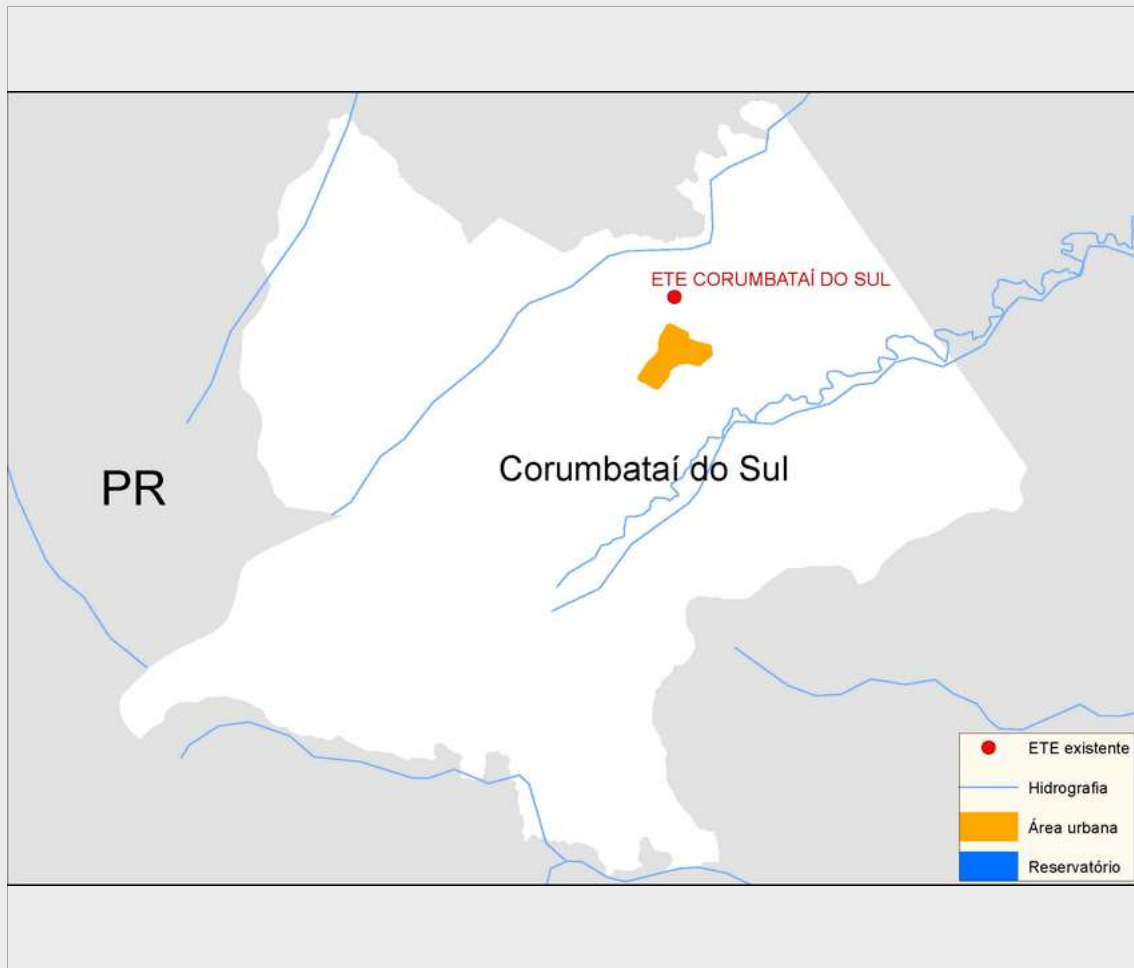 ETE CORUMBATAÍ DO SUL
Corumbataí do Sul
PR
ETE existente
Hidrografia
Área urbana
Reservatório